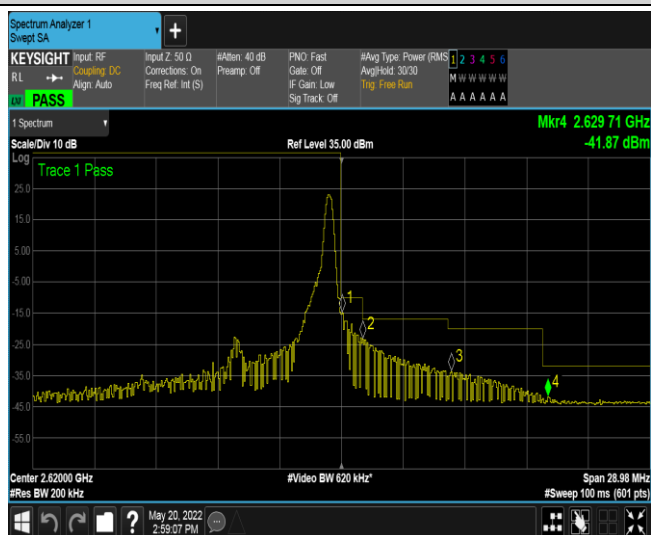 Spectrum Analyzer 1
Swept SA
+
KEYSIGHT
RL
LXI PASS
Input: RF
Coupling: DC
Align: Auto
Input Z: 50 Ω
Corrections: On
Freq Ref: Int (S)
#Atten: 40 dB
Preamp: Off
PNO: Fast
Gate: Off
IF Gain: Low
Sig Track: Off
#Avg Type: Power (RMS
Avg|Hold: 30/30
Trig: Free Run
1 2 3 4 5 6
M W W W W W
A A A A A A
1 Spectrum
Scale/Div 10 dB
Ref Level 35.00 dBm
Mkr4 2.629 71 GHz
-41.87 dBm
Log
Trace 1 Pass
25.0
15.0
5.00
-5.00
-15.0
-25.0
-35.0
-45.0
-55.0
1
2
3
4
Center 2.62000 GHz
#Res BW 200 kHz
#Video BW 620 kHz*
Span 28.98 MHz
#Sweep 100 ms (601 pts)
?
May 20, 2022
2:59:07 PM